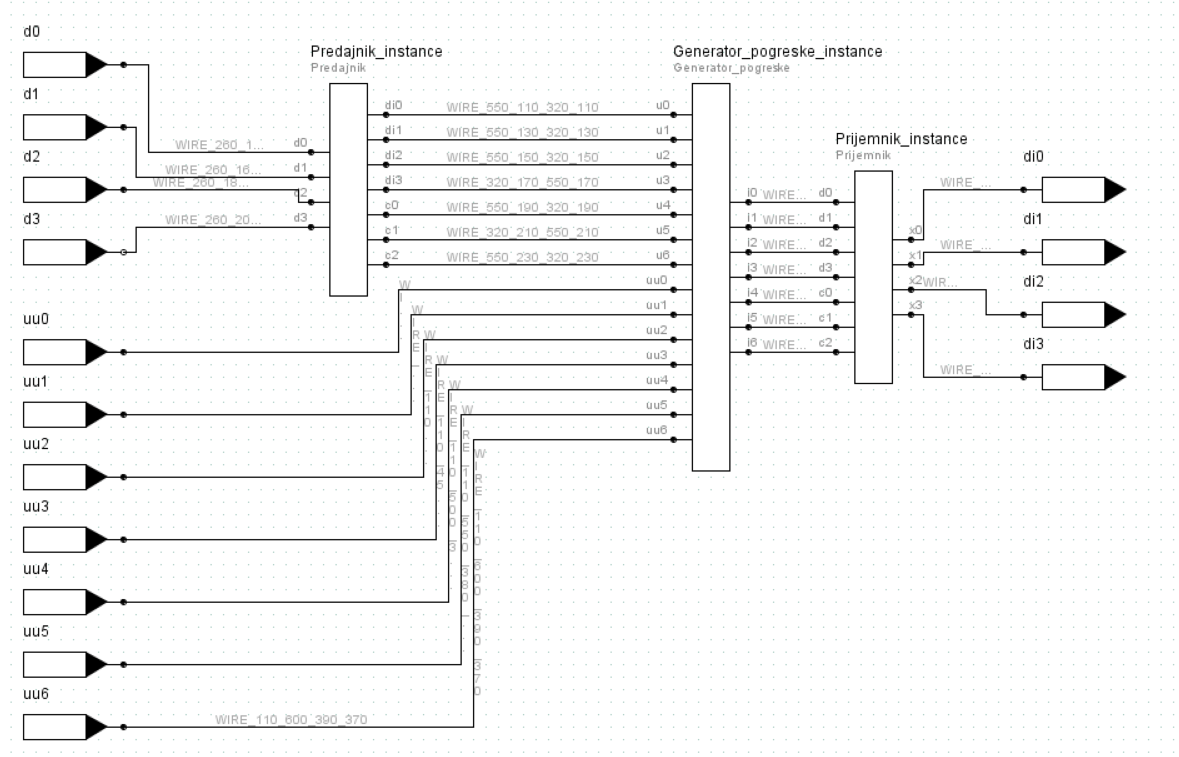 d0
d1
d2
d3
uu0
uu1
uu2
uu3
uu4
uu5
uu6
WIRE_260_1...
WIRE_260_16...
WIRE_260_18...
WIRE_260_20...
WIRE_110_600_390_370
Predajnik_instance
Predajnik
d0
d1
d2
d3
di0
di1
di2
di3
c0
c1
c2
WIRE_550_110_320_110
WIRE_550_130_320_130
WIRE_550_150_320_150
WIRE_320_170_550_170
WIRE_550_190_320_190
WIRE_320_210_550_210
WIRE_550_230_320_230
Generator_pogreske_instance
Generator_pogreske
u0
u1
u2
u3
u4
u5
u6
uu0
uu1
uu2
uu3
uu4
uu5
uu6
i0 WIRE... d0
i1 WIRE... d1
i2 WIRE... d2
i3 WIRE... d3
i4 WIRE... c0
i5 WIRE... c1
i6 WIRE... c2
Prijemnik_instance
Prijemnik
x0
x1
x2
x3
WIRE_...
WIRE_...
WIR...
WIRE_...
di0
di1
di2
di3